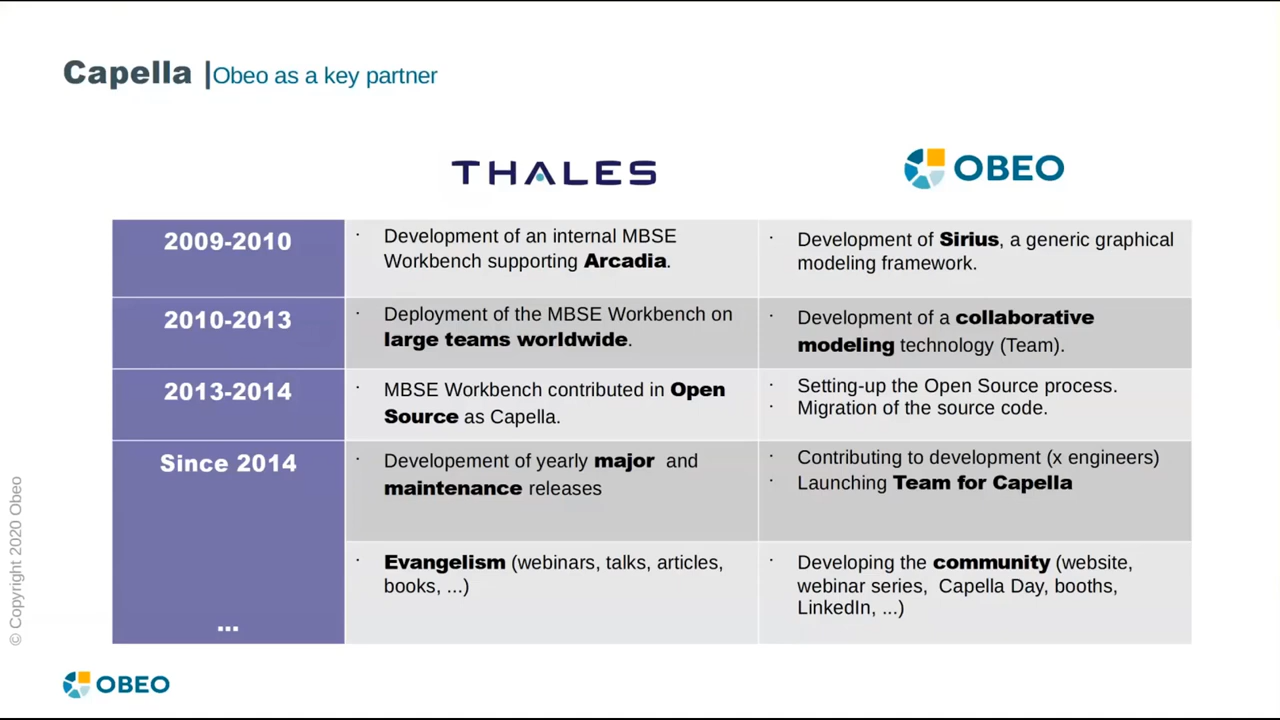 Capella |Obeo as a key partner
THALES
OBEO
2009-2010
· Development of an internal MBSE
Workbench supporting Arcadia.
· Development of Sirius, a generic graphical
modeling framework.
2010-2013
· Deployment of the MBSE Workbench on
large teams worldwide.
· Development of a collaborative
modeling technology (Team).
2013-2014
· MBSE Workbench contributed in Open
Source as Capella.
· Setting-up the Open Source process.
· Migration of the source code.
Since 2014
· Developement of yearly major and
maintenance releases
· Contributing to development (x engineers)
· Launching Team for Capella
· Evangelism (webinars, talks, articles,
books, ...)
· Developing the community (website,
webinar series, Capella Day, booths,
LinkedIn, ...)
...
© Copyright 2020 Obeo
OBEO